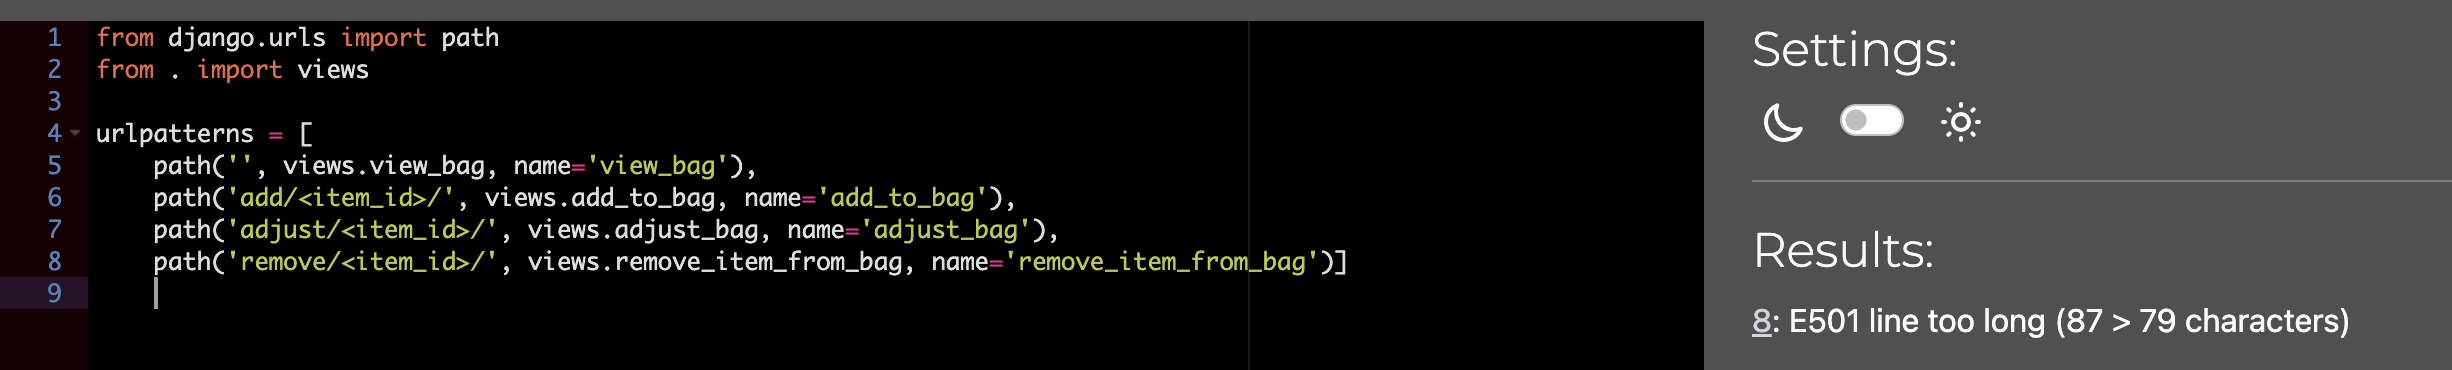 1 from django.urls import path
2 from . import views
3
4 urlpatterns = [
5     path('', views.view_bag, name='view_bag'),
6     path('add/<item_id>/', views.add_to_bag, name='add_to_bag'),
7     path('adjust/<item_id>/', views.adjust_bag, name='adjust_bag'),
8     path('remove/<item_id>/', views.remove_item_from_bag, name='remove_item_from_bag')]
9
Settings:
Results:
8: E501 line too long (87 > 79 characters)